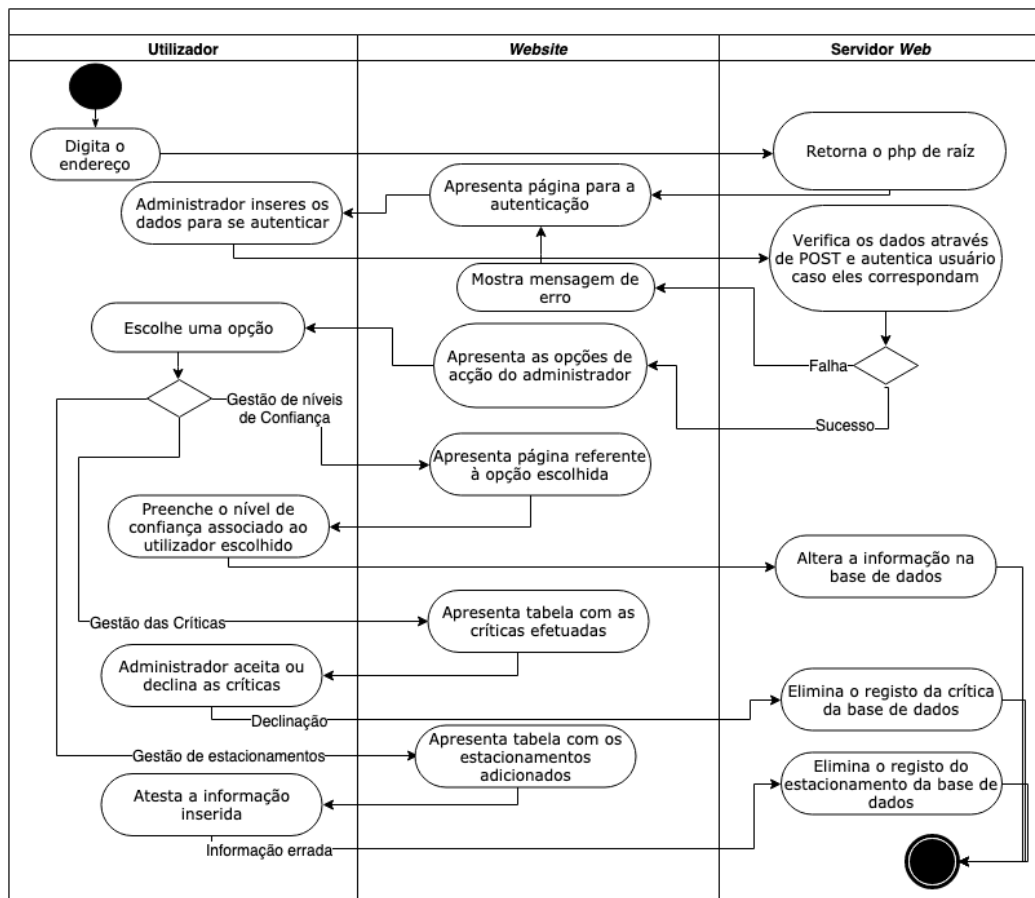 Utilizador
Website
Servidor Web
Digita o
endereço
Retorna o php de raíz
Apresenta página para a
autenticação
Administrador inseres os
dados para se autenticar
Verifica os dados através
de POST e autentica usuário
caso eles correspondam
Mostra mensagem de
erro
Escolhe uma opção
Apresenta as opções de
acção do administrador
Falha
Sucesso
Gestão de níveis
de Confiança
Apresenta página referente
à opção escolhida
Preenche o nível de
confiança associado ao
utilizador escolhido
Altera a informação na
base de dados
Gestão das Críticas
Apresenta tabela com as
críticas efetuadas
Administrador aceita ou
declina as críticas
Declinação
Elimina o registo da crítica
da base de dados
Gestão de estacionamentos
Apresenta tabela com os
estacionamentos
adicionados
Atesta a informação
inserida
Informação errada
Elimina o registo do
estacionamento da base de
dados